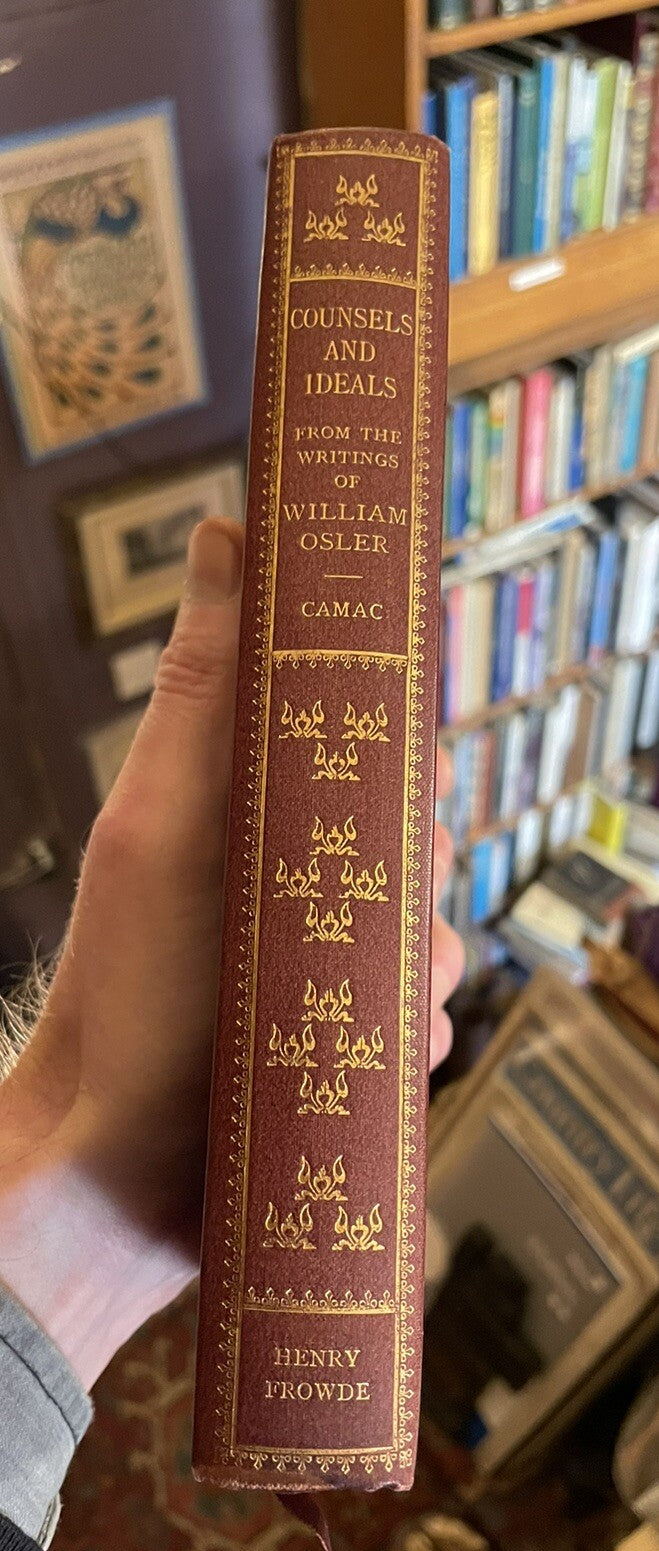 COUNSELS
AND
IDEALS
FROM THE
WRITINGS
OF
WILLIAM
OSLER
CAMAC
HENRY
FROWDE